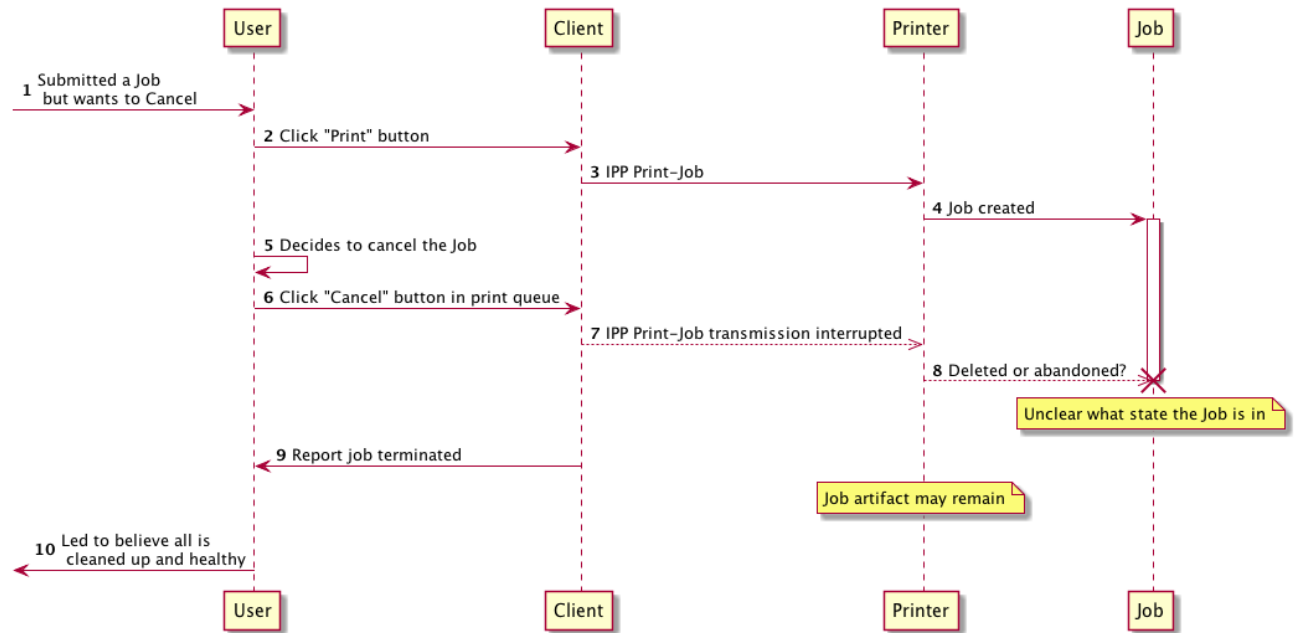 User Client Printer Job
1 Submitted a Job
but wants to Cancel
2 Click "Print" button
3 IPP Print-Job
4 Job created
5 Decides to cancel the Job
6 Click "Cancel" button in print queue
7 IPP Print-Job transmission interrupted
8 Deleted or abandoned?
Unclear what state the Job is in
9 Report job terminated
Job artifact may remain
10 Led to believe all is
cleaned up and healthy
User Client Printer Job